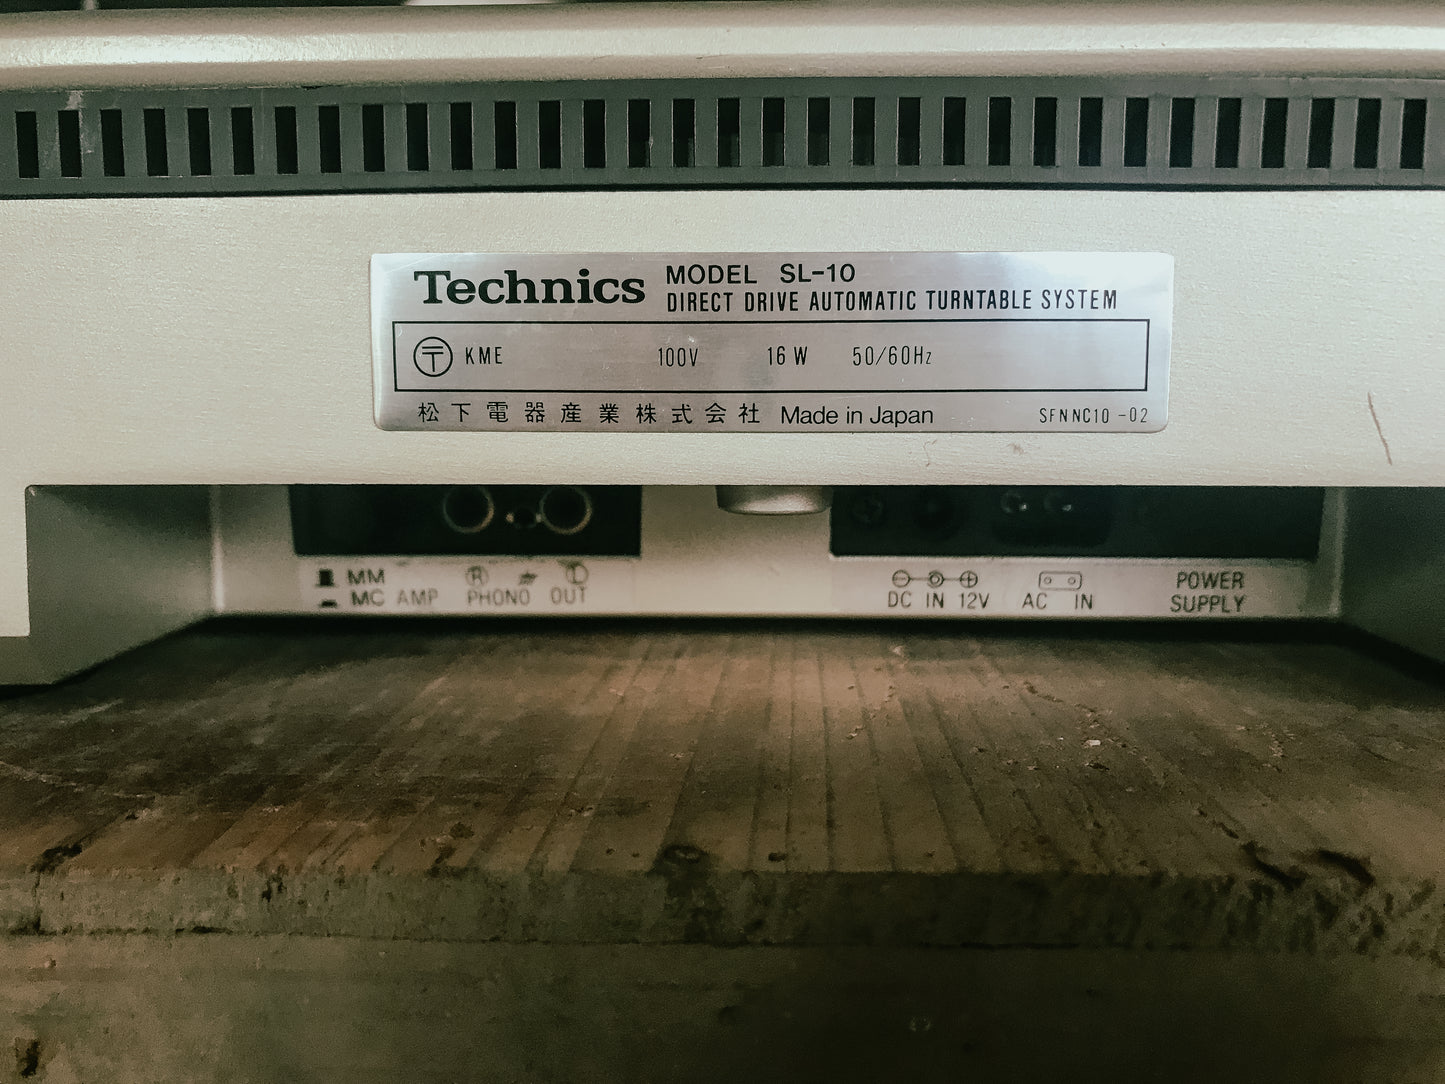 Technics MODEL SL-10
DIRECT DRIVE AUTOMATIC TURNTABLE SYSTEM
〒 KME 100V 16W 50/60Hz
松下電器産業株式会社 Made in Japan SFNNC10-02
MM
MC AMP
R L
PHONO OUT
DC IN 12V
AC IN
POWER
SUPPLY